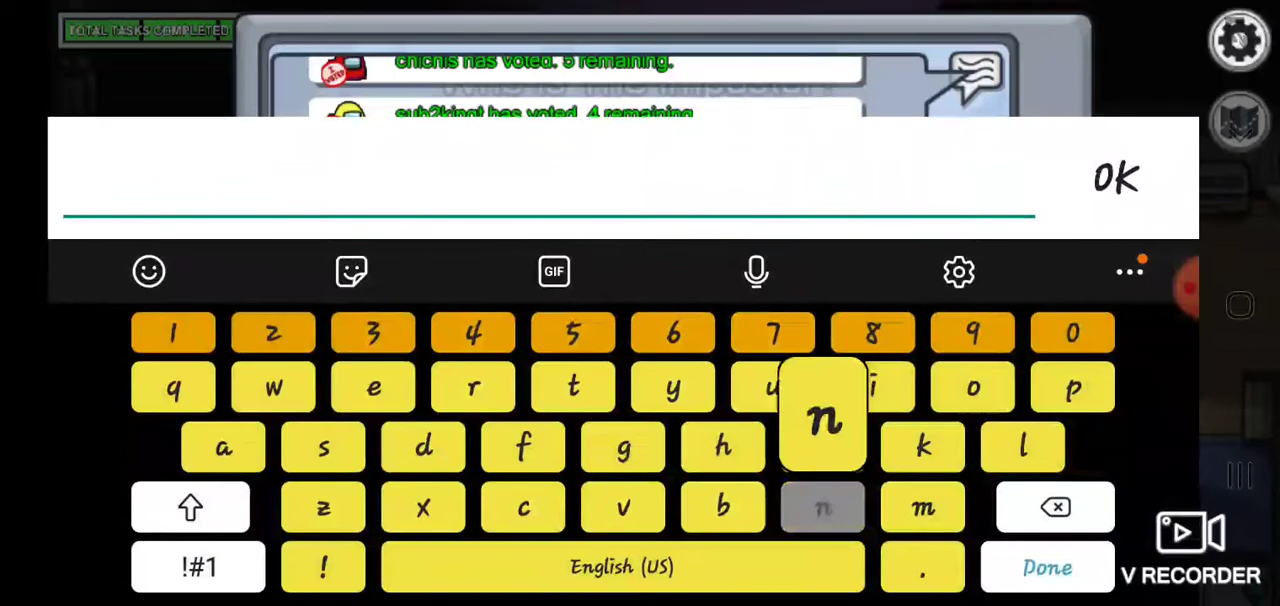 TOTAL TASKS COMPLETED
chichis has voted. 5 remaining.
sub2kingt has voted. 4 remaining.
OK
GIF
1 2 3 4 5 6 7 8 9 0
q w e r t y u i o p
n
a s d f g h k l
z x c v b n m
!#1 ! English (US) . Done
V RECORDER